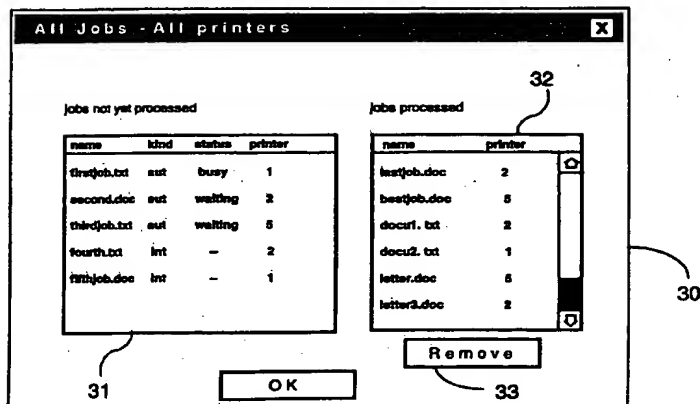 All Jobs - All printers X
32
jobs not yet processed
jobs processed
name kind status printer
name printer
firstjob.txt aut busy 1
lastjob.doc 2
second.doc aut waiting 2
bestjob.doc 5
thirdjob.txt aut waiting 5
docu1. txt 2
fourth.txt int – 2
docu2. txt 1
fifthjob.doc int – 1
letter.doc 5
letter3.doc 2
30
Remove
31
OK
33